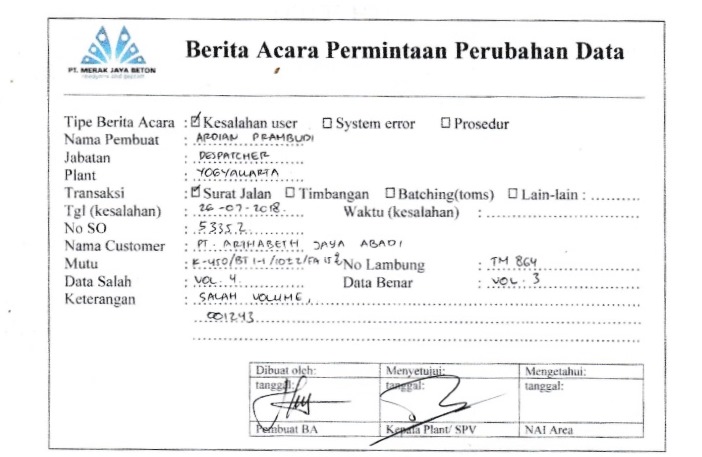 PT. MERAK JAYA BETON
Berita Acara Permintaan Perubahan Data
Tipe Berita Acara : ☑ Kesalahan user ☐ System error ☐ Prosedur
Nama Pembuat : ARDIAN PRAMBUDI
Jabatan : DESPATCHER
Plant : YOGYAKARTA
Transaksi : ☑ Surat Jalan ☐ Timbangan ☐ Batching(toms) ☐ Lain-lain : ..........
Tgl (kesalahan) : 26-07-2018 Waktu (kesalahan) :
No SO : 53352
Nama Customer : PT. ARTHABETH JAYA ABADI
Mutu : K-450/BT 1-1/1022/FA 15 No Lambung : TM 864
Data Salah : VOL. 4 Data Benar : VOL. 3
Keterangan : SALAH VOLUME,
001243
Dibuat oleh: Menyetujui: Mengetahui:
tanggal: tanggal: tanggal:
Pembuat BA Kepala Plant/ SPV NAI Area